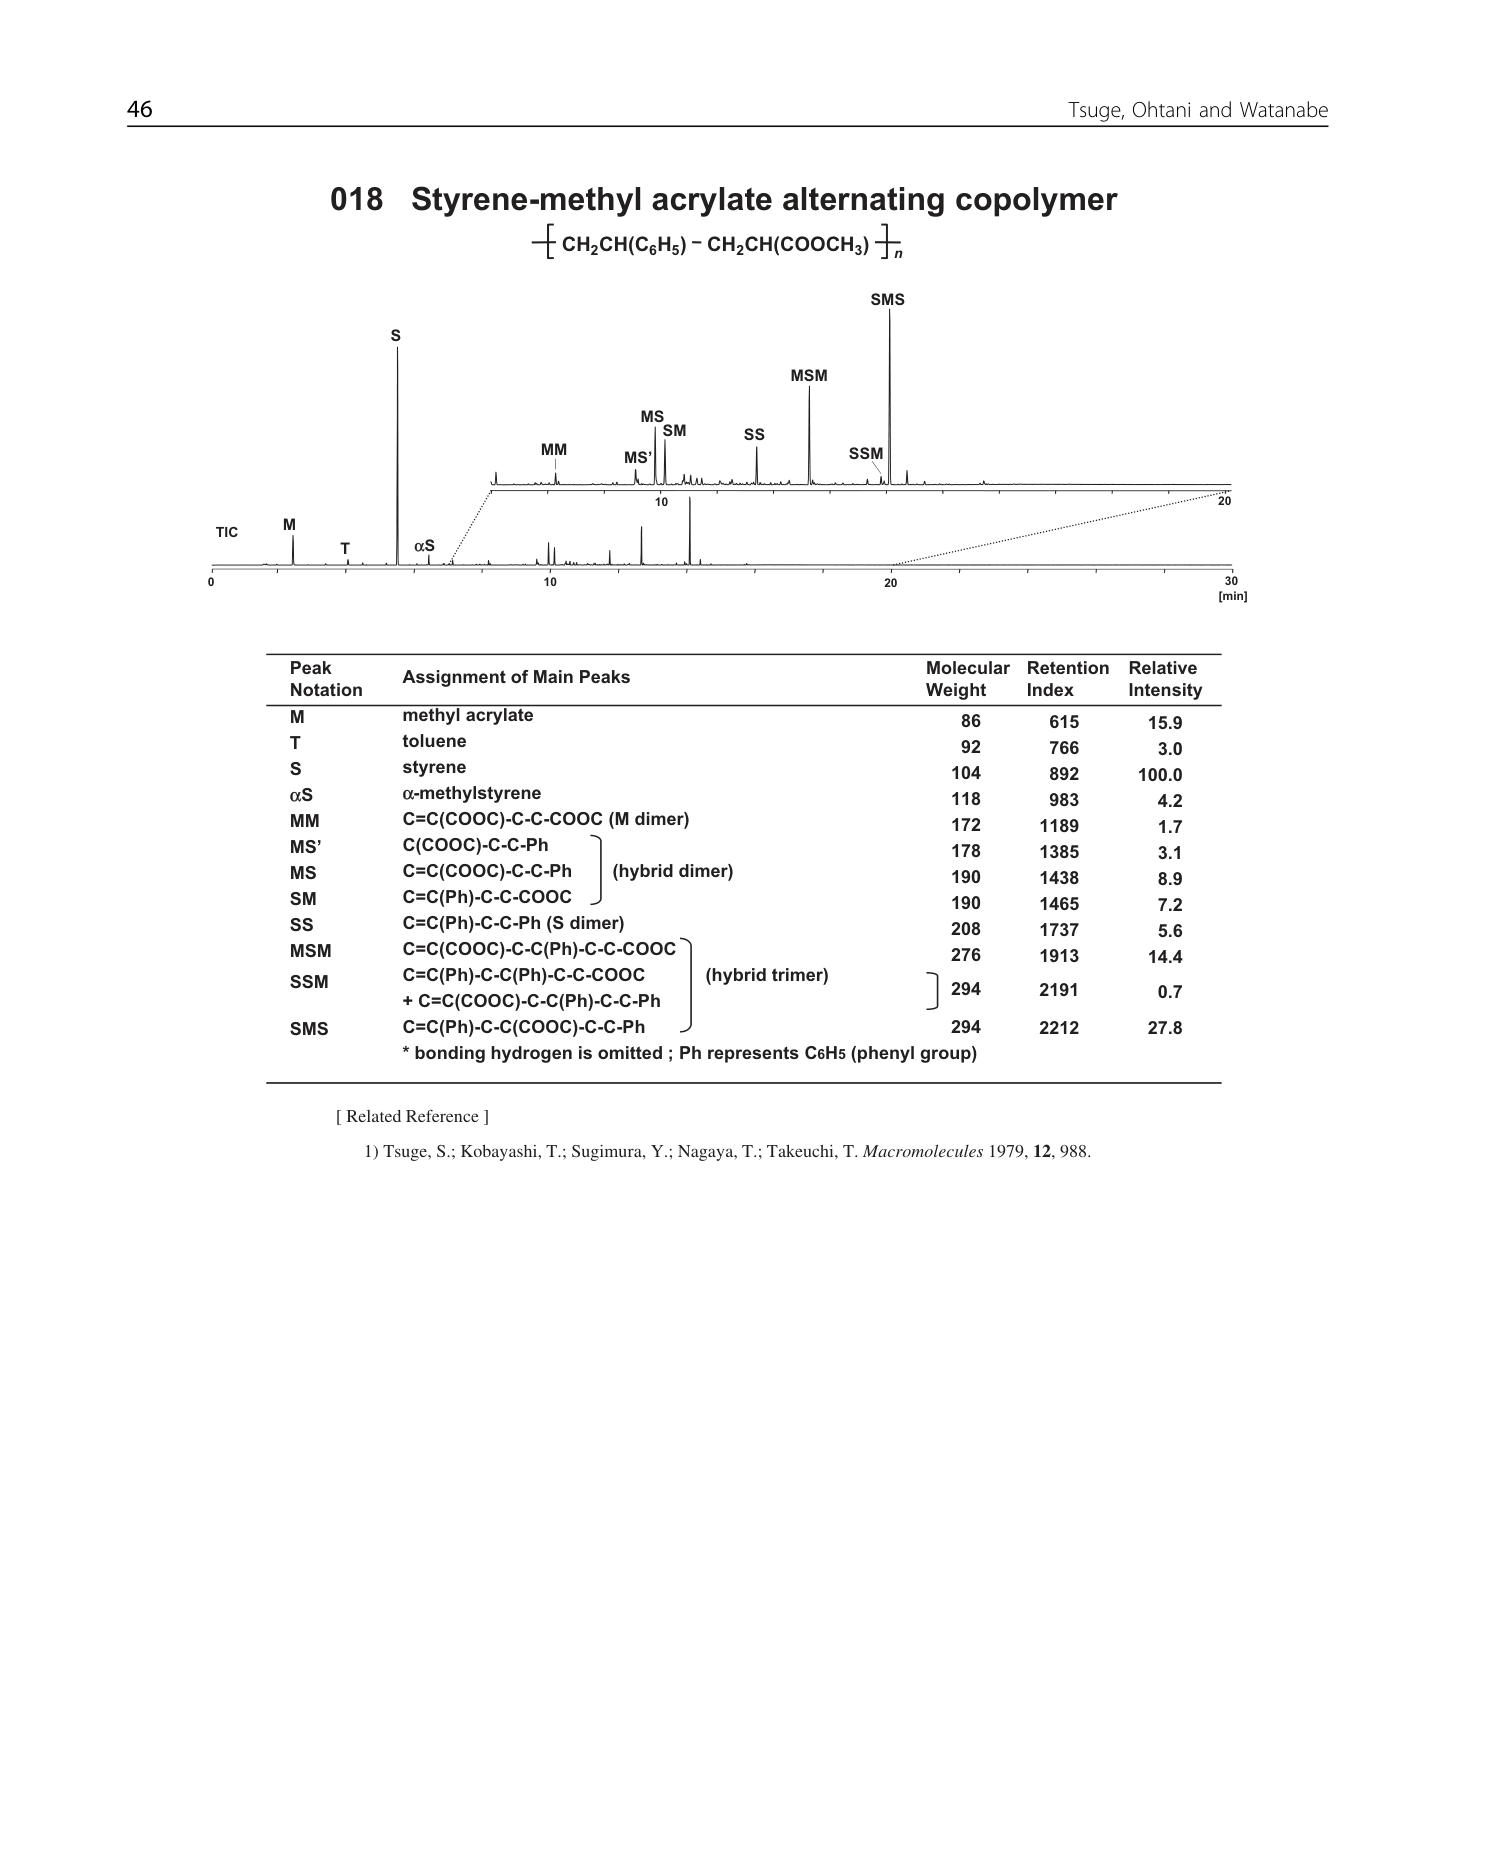 46 Tsuge, Ohtani and Watanabe
018 Styrene-methyl acrylate alternating copolymer
[ CH2CH(C6H5) – CH2CH(COOCH3) ]n
SMS
S
MSM
MS
SM
SS
MM
MS’
SSM
10 20
TIC
M
T
αS
0 10 20 30
[min]
Peak Notation Assignment of Main Peaks Molecular Weight Retention Index Relative Intensity
M methyl acrylate 86 615 15.9
T toluene 92 766 3.0
S styrene 104 892 100.0
αS α-methylstyrene 118 983 4.2
MM C=C(COOC)-C-C-COOC (M dimer) 172 1189 1.7
MS’ C(COOC)-C-C-Ph 178 1385 3.1
MS C=C(COOC)-C-C-Ph (hybrid dimer) 190 1438 8.9
SM C=C(Ph)-C-C-COOC 190 1465 7.2
SS C=C(Ph)-C-C-Ph (S dimer) 208 1737 5.6
MSM C=C(COOC)-C-C(Ph)-C-C-COOC 276 1913 14.4
SSM C=C(Ph)-C-C(Ph)-C-C-COOC (hybrid trimer) 294 2191 0.7
+ C=C(COOC)-C-C(Ph)-C-C-Ph
SMS C=C(Ph)-C-C(COOC)-C-C-Ph 294 2212 27.8
* bonding hydrogen is omitted ; Ph represents C6H5 (phenyl group)
[ Related Reference ]
1) Tsuge, S.; Kobayashi, T.; Sugimura, Y.; Nagaya, T.; Takeuchi, T. Macromolecules 1979, 12, 988.